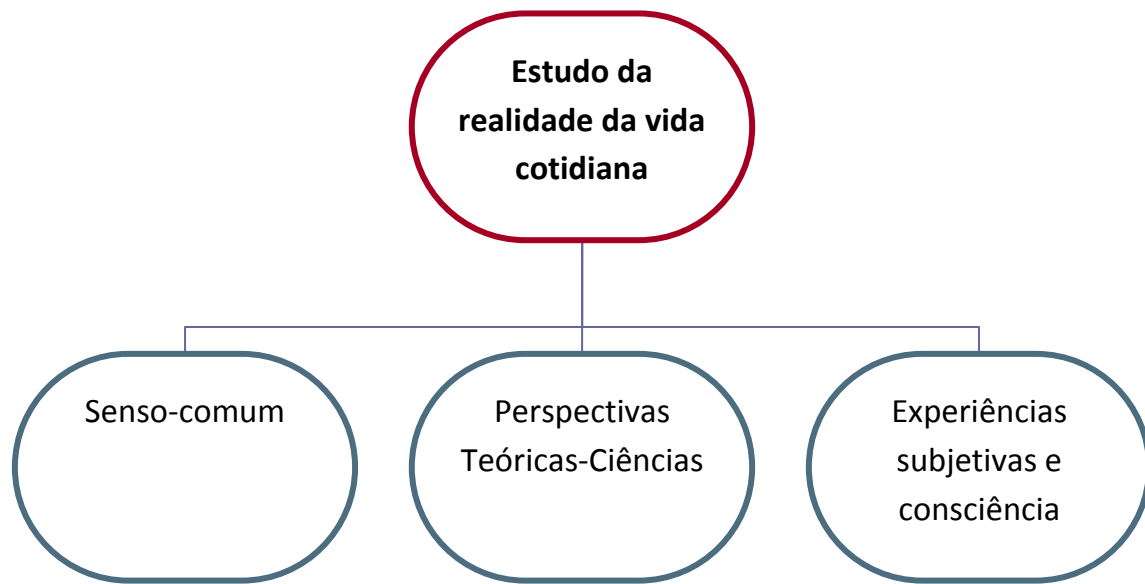 Estudo da
realidade da vida
cotidiana
Senso-comum
Perspectivas
Teóricas-Ciências
Experiências
subjetivas e
consciência